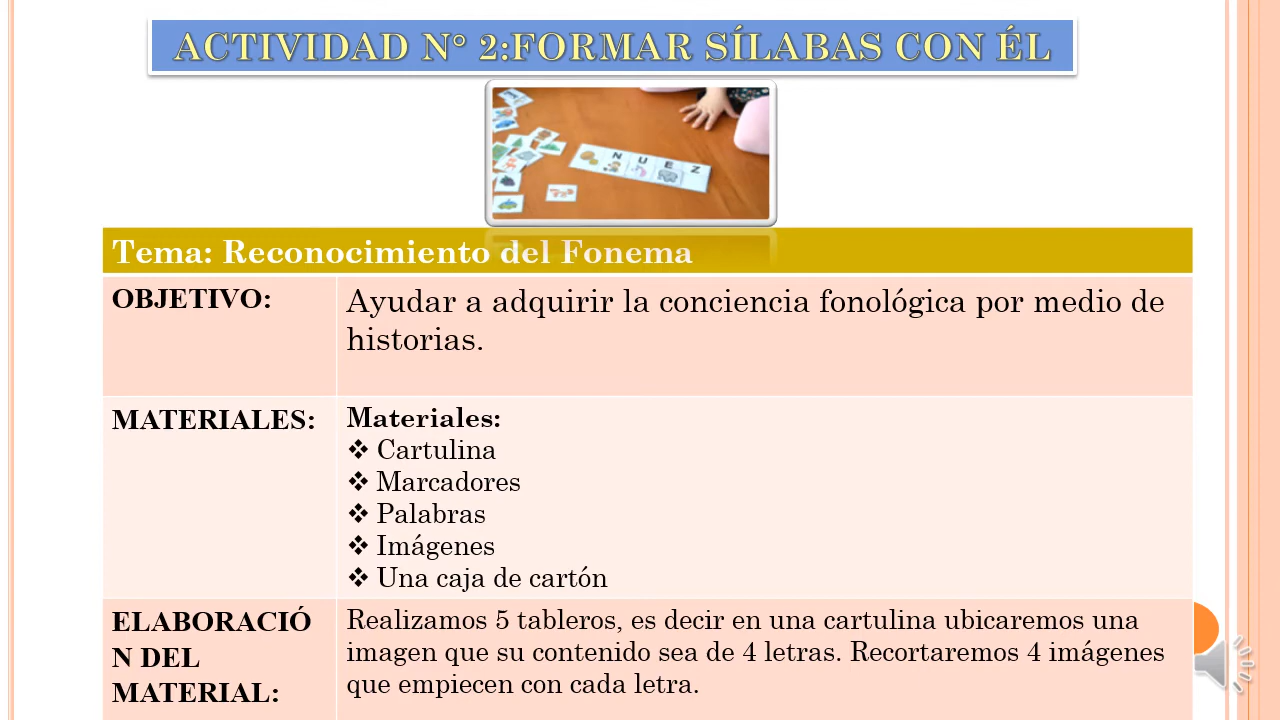 ACTIVIDAD N° 2:FORMAR SÍLABAS CON ÉL
N U E Z
Tema: Reconocimiento del Fonema
OBJETIVO:
Ayudar a adquirir la conciencia fonológica por medio de
historias.
MATERIALES:
Materiales:
❖ Cartulina
❖ Marcadores
❖ Palabras
❖ Imágenes
❖ Una caja de cartón
ELABORACIÓ
N DEL
MATERIAL:
Realizamos 5 tableros, es decir en una cartulina ubicaremos una
imagen que su contenido sea de 4 letras. Recortaremos 4 imágenes
que empiecen con cada letra.